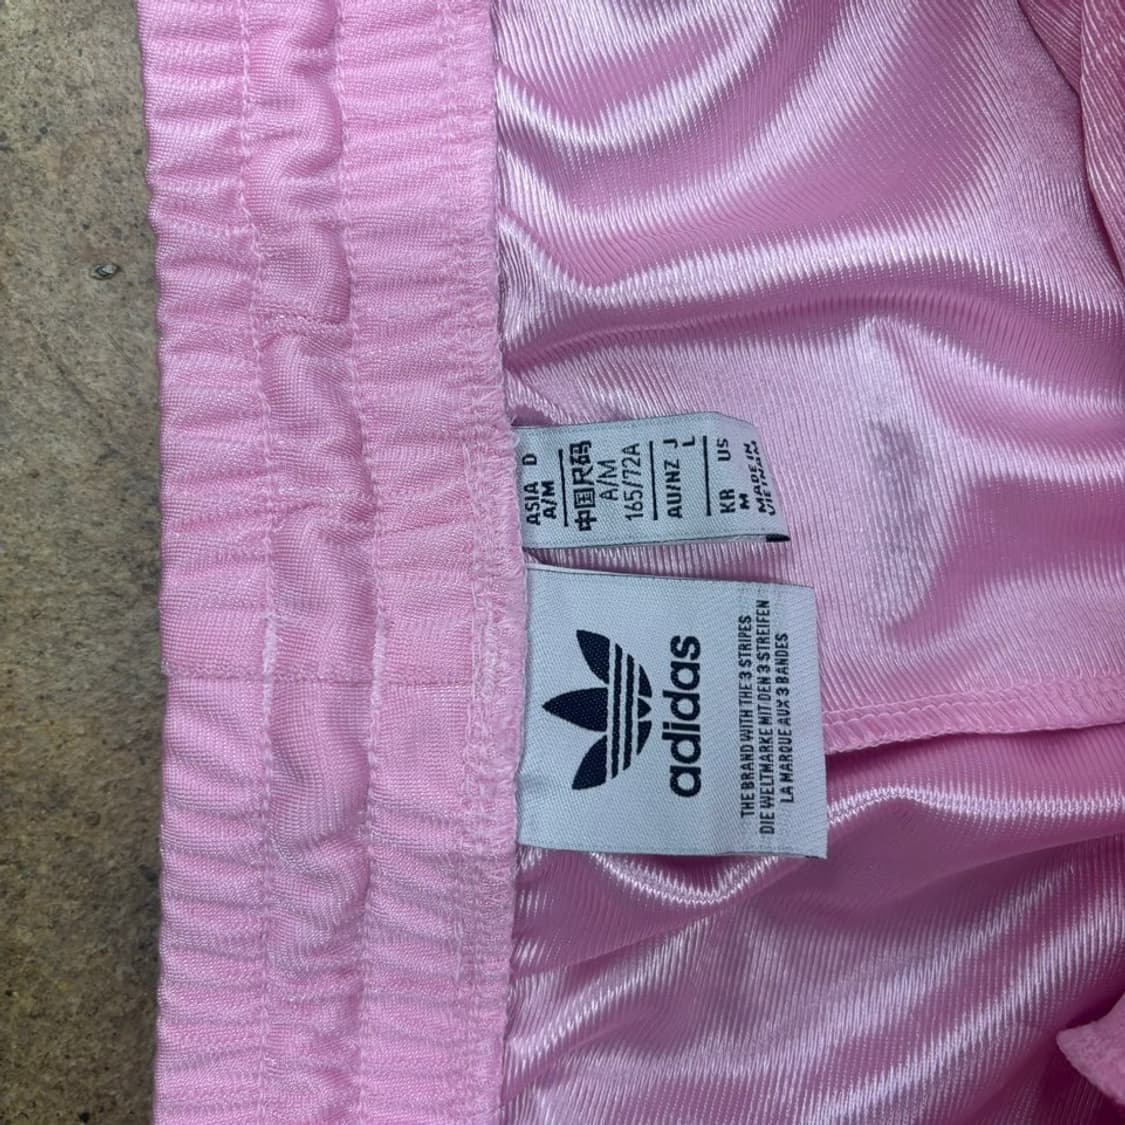 ASIA D
A/M
中国尺码
A/M
165/72A
AU/NZ J
L
KR US
M
MADE IN
VIETNAM
adidas
THE BRAND WITH THE 3 STRIPES
DIE WELTMARKE MIT DEN 3 STREIFEN
LA MARQUE AUX 3 BANDES